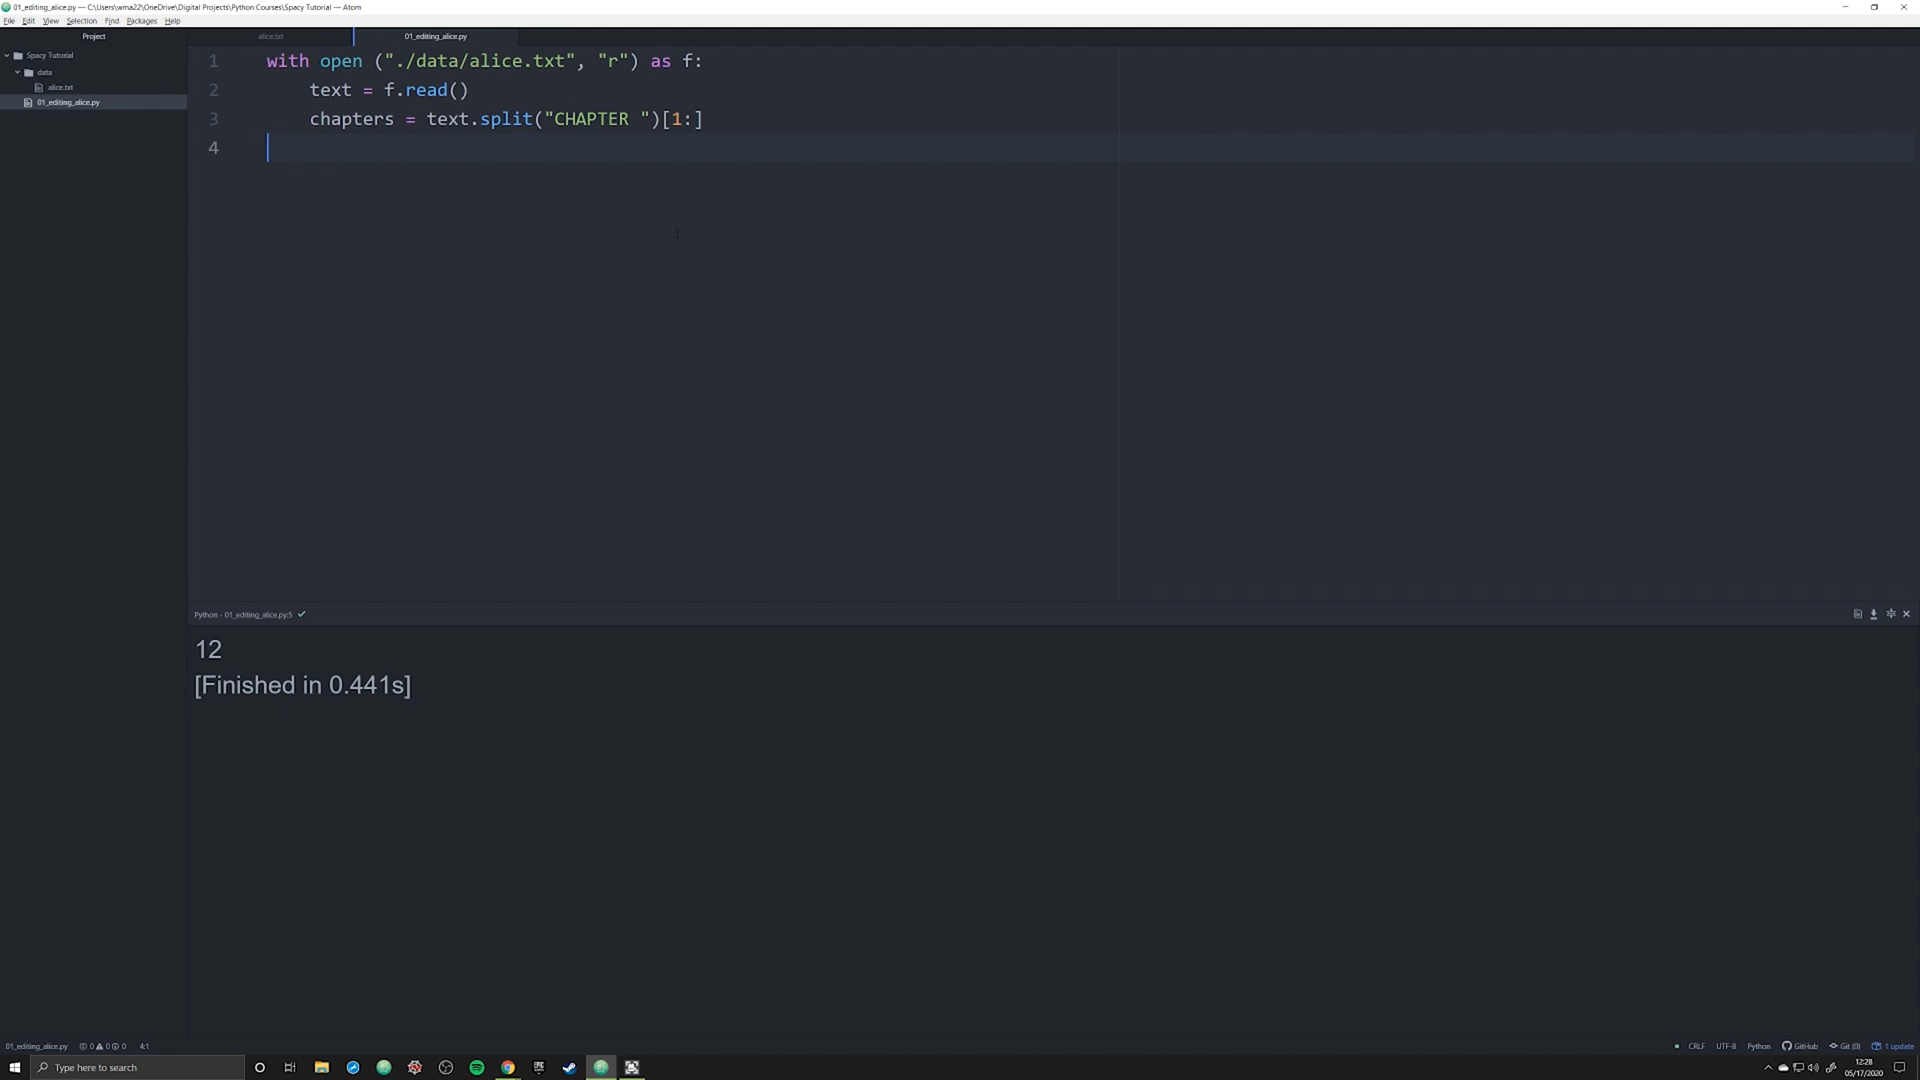 01_editing_alice.py — C:\Users\wma22\OneDrive\Digital Projects\Python Courses\Spacy Tutorial — Atom
File Edit View Selection Find Packages Help
Project
alice.txt
01_editing_alice.py
Spacy Tutorial
data
alice.txt
01_editing_alice.py
1 with open ("./data/alice.txt", "r") as f:
2 text = f.read()
3 chapters = text.split("CHAPTER ")[1:]
4
Python - 01_editing_alice.py:5
12
[Finished in 0.441s]
01_editing_alice.py 0 0 0 4:1
CRLF UTF-8 Python GitHub Git (0) 1 update
Type here to search
12:28
05/17/2020